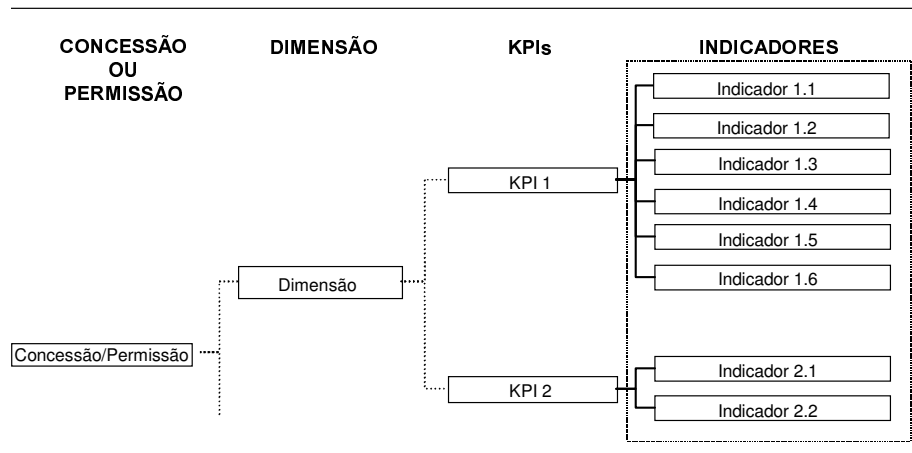 CONCESSÃO
OU
PERMISSÃO
DIMENSÃO
KPIs
INDICADORES
Indicador 1.1
Indicador 1.2
Indicador 1.3
KPI 1
Indicador 1.4
Indicador 1.5
Indicador 1.6
Dimensão
Concessão/Permissão
Indicador 2.1
KPI 2
Indicador 2.2